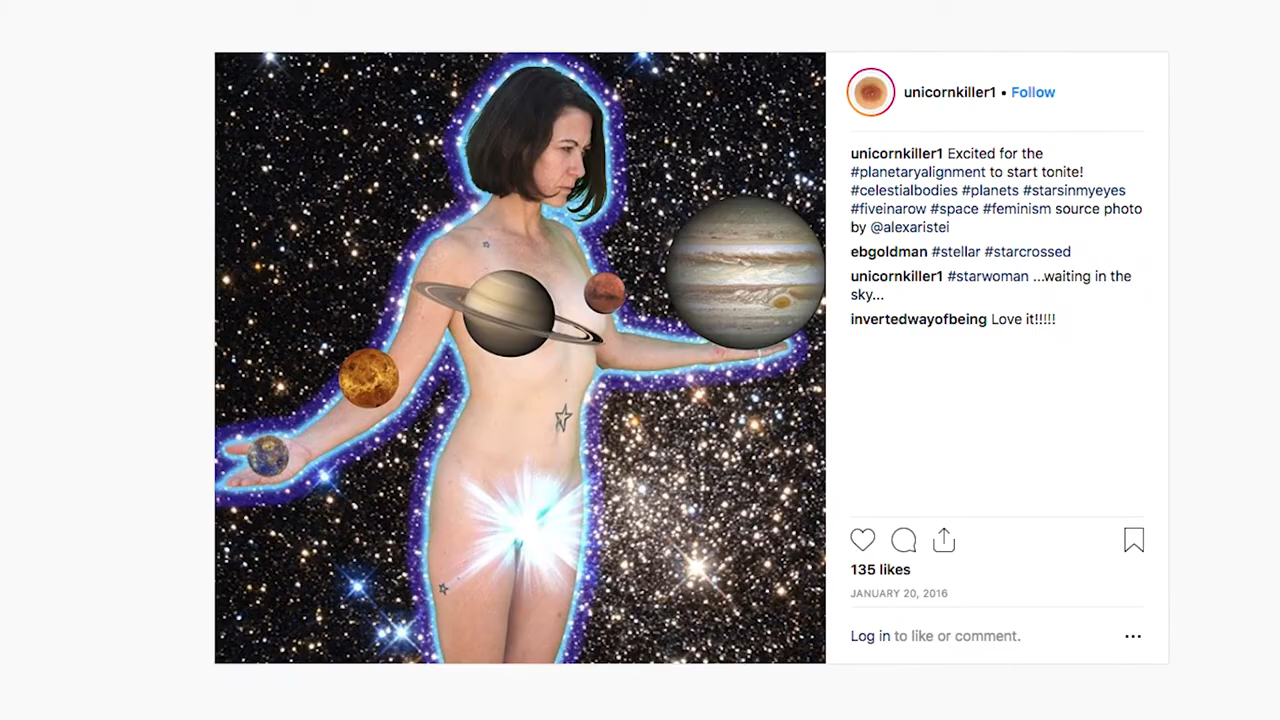 unicornkiller1 • Follow
unicornkiller1 Excited for the
#planetaryalignment to start tonite!
#celestialbodies #planets #starsinmyeyes
#fiveinarow #space #feminism source photo
by @alexaristei
ebgoldman #stellar #starcrossed
unicornkiller1 #starwoman ...waiting in the
sky...
invertedwayofbeing Love it!!!!!
135 likes
JANUARY 20, 2016
Log in to like or comment.